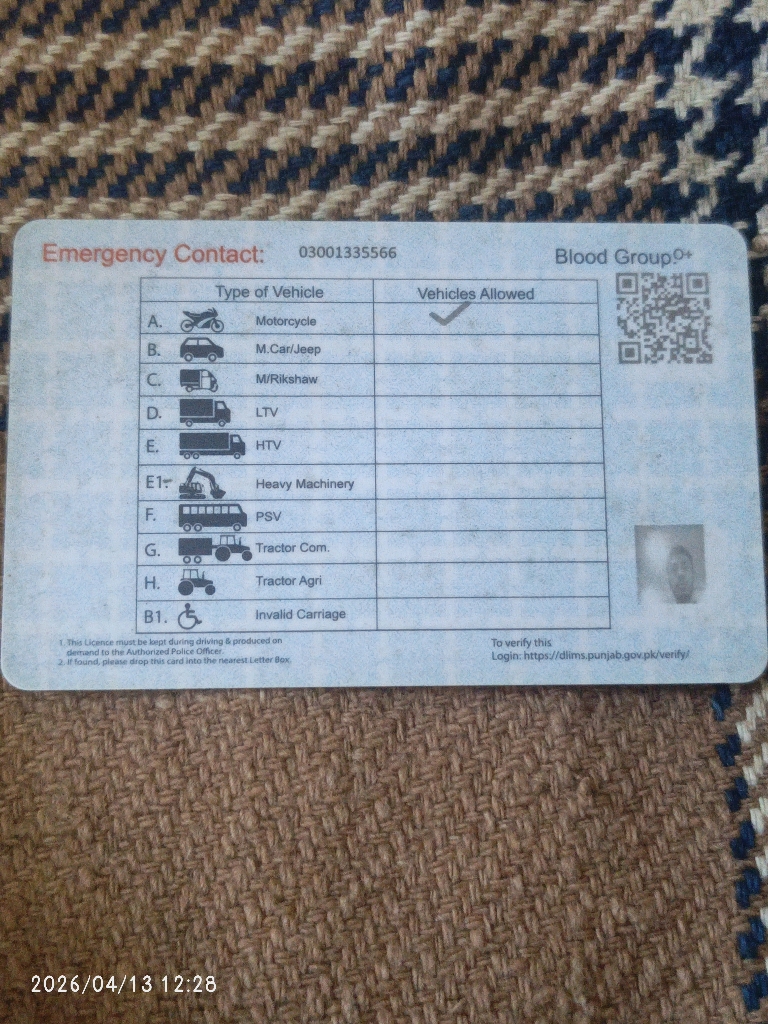 Emergency Contact: 03001335566 Blood Group: O+
Type of Vehicle Vehicles Allowed
A. Motorcycle ✓
B. M.Car/Jeep
C. M/Rikshaw
D. LTV
E. HTV
E1. Heavy Machinery
F. PSV
G. Tractor Com.
H. Tractor Agri
B1. Invalid Carriage
1. This Licence must be kept during driving & produced on
demand to the Authorized Police Officer.
2. If found, please drop this card into the nearest Letter Box.
To verify this
Login: https://dlims.punjab.gov.pk/verify/
2026/04/13 12:28